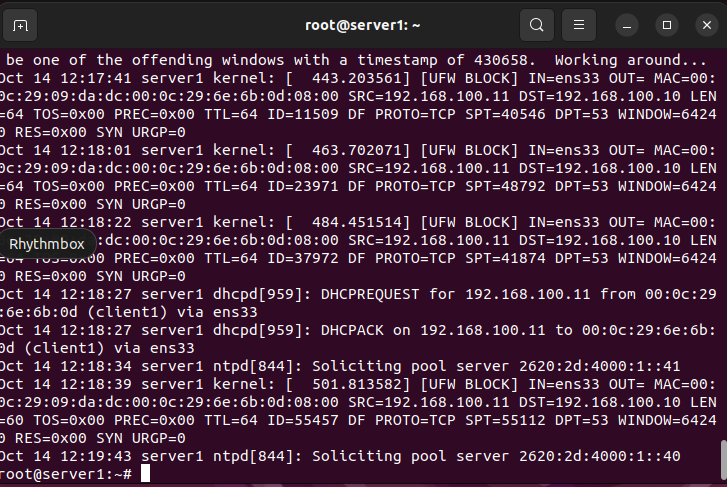 root@server1: ~
be one of the offending windows with a timestamp of 430658.  Working around...
Oct 14 12:17:41 server1 kernel: [  443.203561] [UFW BLOCK] IN=ens33 OUT= MAC=00:
0c:29:09:da:dc:00:0c:29:6e:6b:0d:08:00 SRC=192.168.100.11 DST=192.168.100.10 LEN
=64 TOS=0x00 PREC=0x00 TTL=64 ID=11509 DF PROTO=TCP SPT=40546 DPT=53 WINDOW=6424
0 RES=0x00 SYN URGP=0
Oct 14 12:18:01 server1 kernel: [  463.702071] [UFW BLOCK] IN=ens33 OUT= MAC=00:
0c:29:09:da:dc:00:0c:29:6e:6b:0d:08:00 SRC=192.168.100.11 DST=192.168.100.10 LEN
=64 TOS=0x00 PREC=0x00 TTL=64 ID=23971 DF PROTO=TCP SPT=48792 DPT=53 WINDOW=6424
0 RES=0x00 SYN URGP=0
Oct 14 12:18:22 server1 kernel: [  484.451514] [UFW BLOCK] IN=ens33 OUT= MAC=00:
Rhythmbox
:da:dc:00:0c:29:6e:6b:0d:08:00 SRC=192.168.100.11 DST=192.168.100.10 LEN
=64 TOS=0x00 PREC=0x00 TTL=64 ID=37972 DF PROTO=TCP SPT=41874 DPT=53 WINDOW=6424
0 RES=0x00 SYN URGP=0
Oct 14 12:18:27 server1 dhcpd[959]: DHCPREQUEST for 192.168.100.11 from 00:0c:29
:6e:6b:0d (client1) via ens33
Oct 14 12:18:27 server1 dhcpd[959]: DHCPACK on 192.168.100.11 to 00:0c:29:6e:6b:
0d (client1) via ens33
Oct 14 12:18:34 server1 ntpd[844]: Soliciting pool server 2620:2d:4000:1::41
Oct 14 12:18:39 server1 kernel: [  501.813582] [UFW BLOCK] IN=ens33 OUT= MAC=00:
0c:29:09:da:dc:00:0c:29:6e:6b:0d:08:00 SRC=192.168.100.11 DST=192.168.100.10 LEN
=60 TOS=0x00 PREC=0x00 TTL=64 ID=55457 DF PROTO=TCP SPT=55112 DPT=53 WINDOW=6424
0 RES=0x00 SYN URGP=0
Oct 14 12:19:43 server1 ntpd[844]: Soliciting pool server 2620:2d:4000:1::40
root@server1:~#